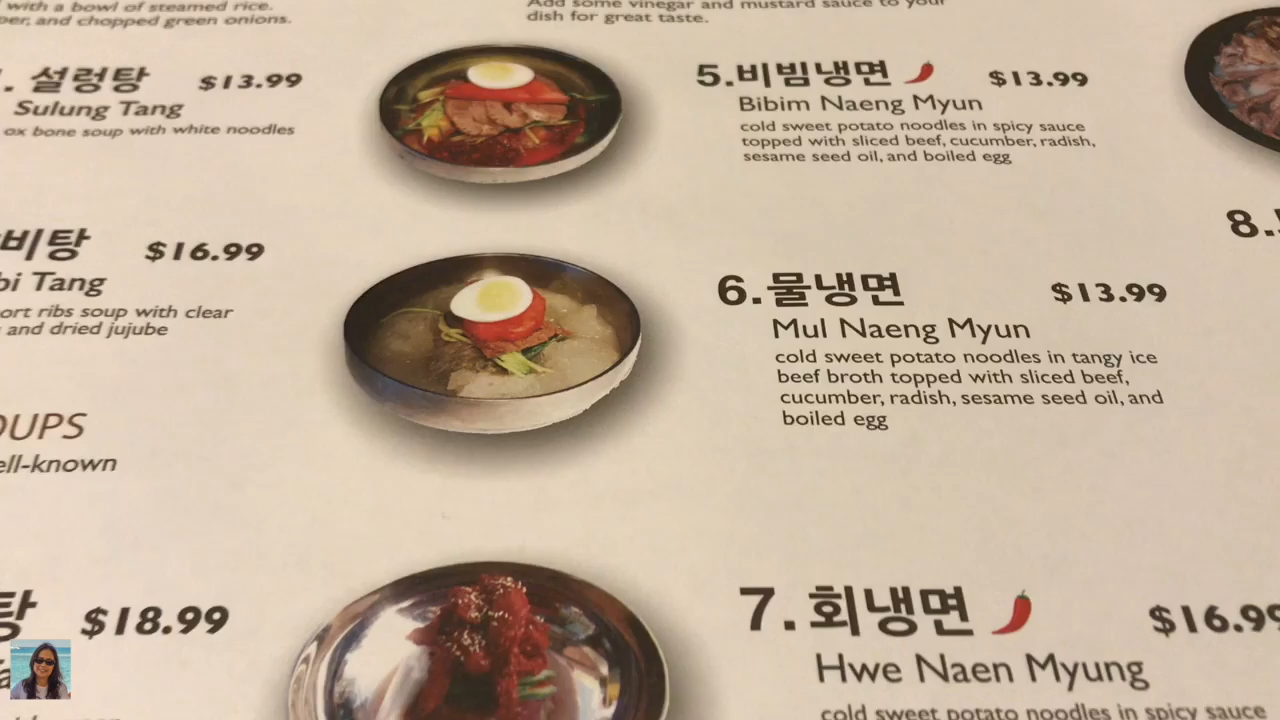 with a bowl of steamed rice.
and chopped green onions.
설렁탕 $13.99
Sulung Tang
ox bone soup with white noodles
비탕 $16.99
Tang
ort ribs soup with clear
and dried jujube
OUPS
ell-known
탕 $18.99
Add some vinegar and mustard sauce to your
dish for great taste.
5.비빔냉면 $13.99
Bibim Naeng Myun
cold sweet potato noodles in spicy sauce
topped with sliced beef, cucumber, radish,
sesame seed oil, and boiled egg
6.물냉면 $13.99
Mul Naeng Myun
cold sweet potato noodles in tangy ice
beef broth topped with sliced beef,
cucumber, radish, sesame seed oil, and
boiled egg
7.회냉면 $16.99
Hwe Naen Myung
cold sweet potato noodles in spicy sauce
8.